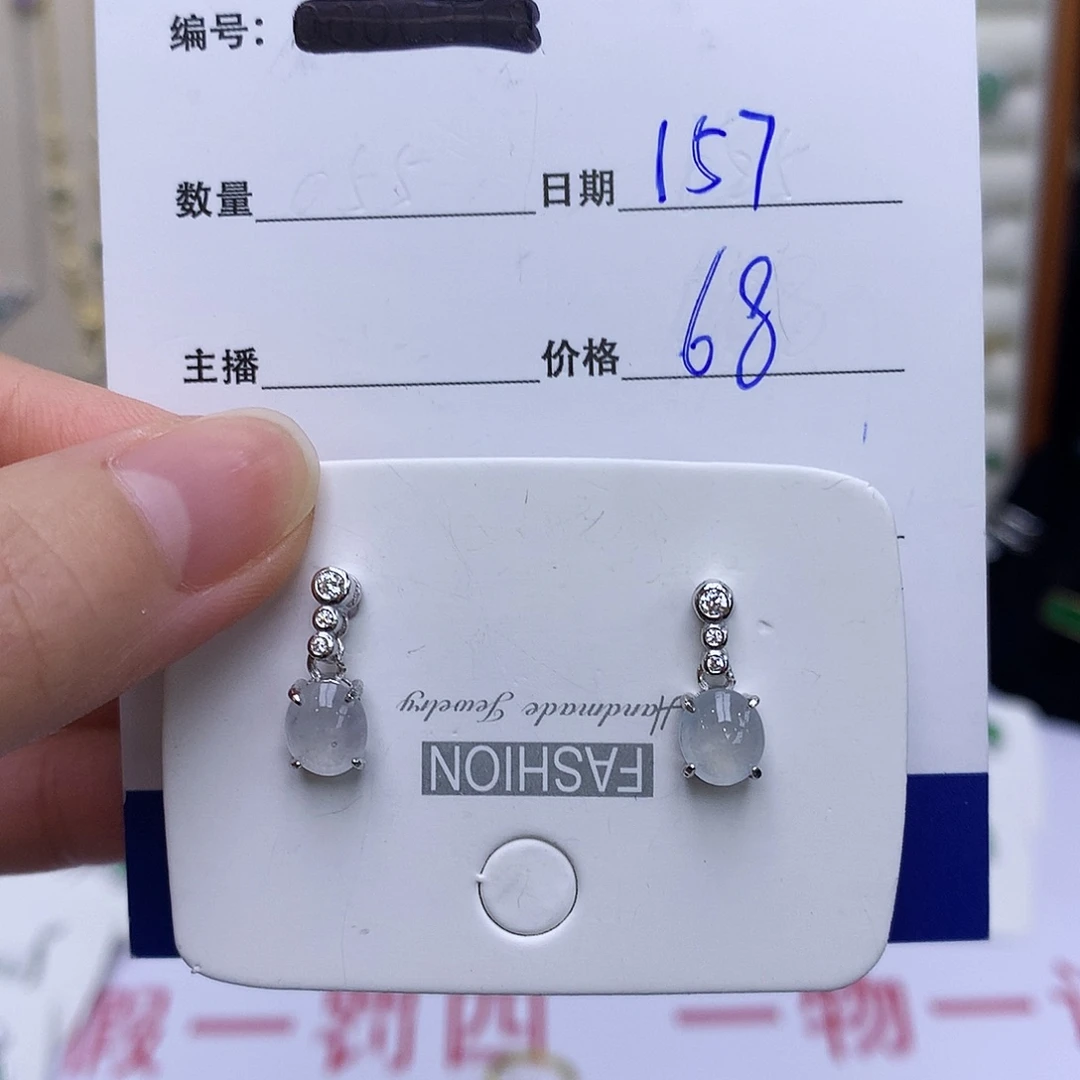 编号：
数量 日期 157
主播 价格 68
Handmade Jewelry
FASHION
假一罚四 一物一